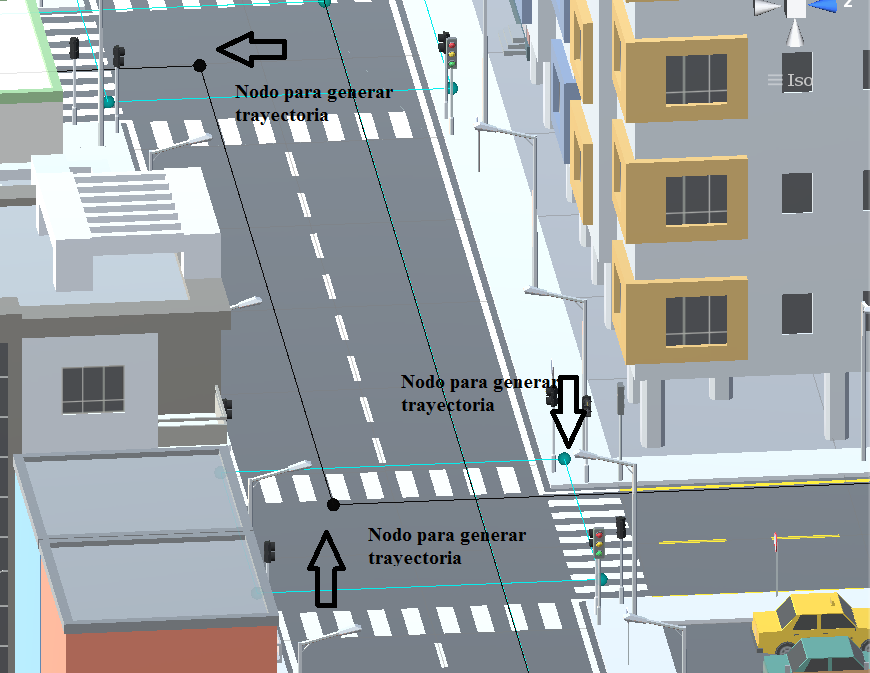 Nodo para generar
trayectoria
Nodo para generar
trayectoria
Nodo para generar
trayectoria
Iso
z